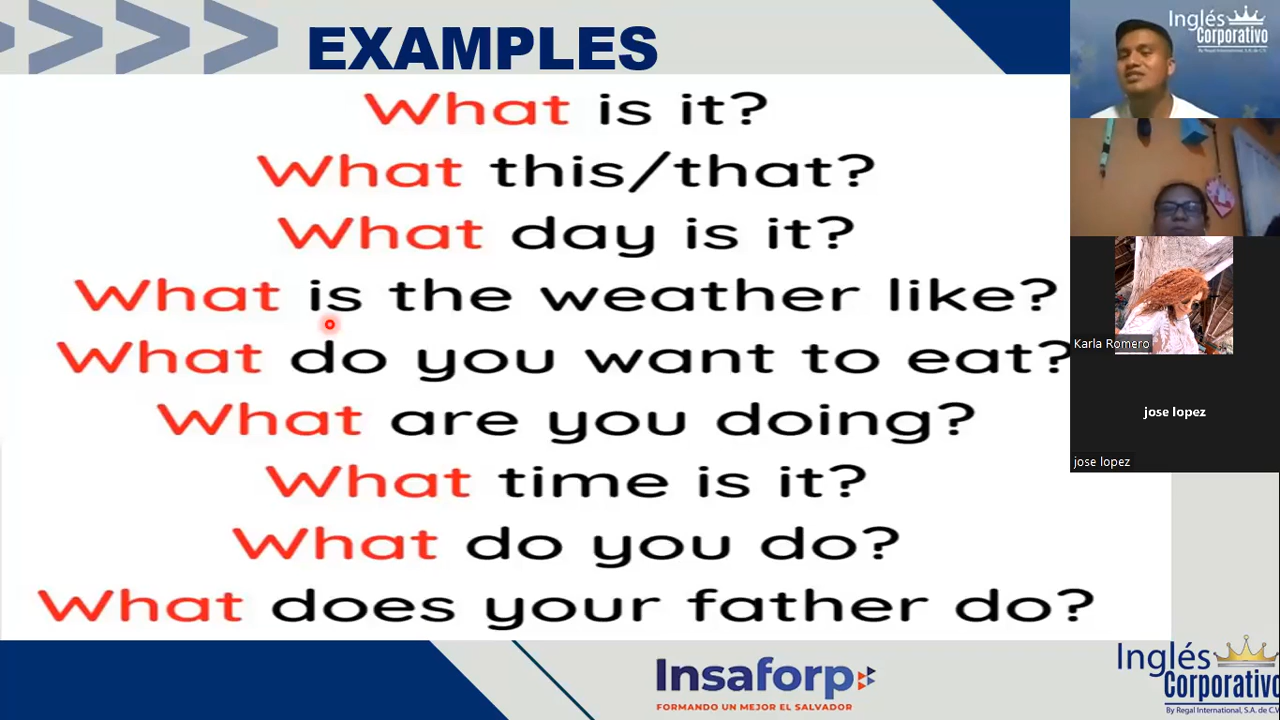 EXAMPLES
What is it?
What this/that?
What day is it?
What is the weather like?
What do you want to eat?
What are you doing?
What time is it?
What do you do?
What does your father do?
Insaforp
FORMANDO UN MEJOR EL SALVADOR
Inglés
Corporativo
By Regal International, S.A. de C.V
Inglés
Corporativo
By Regal International, S.A. de C.V.
Karla Romero
jose lopez
jose lopez